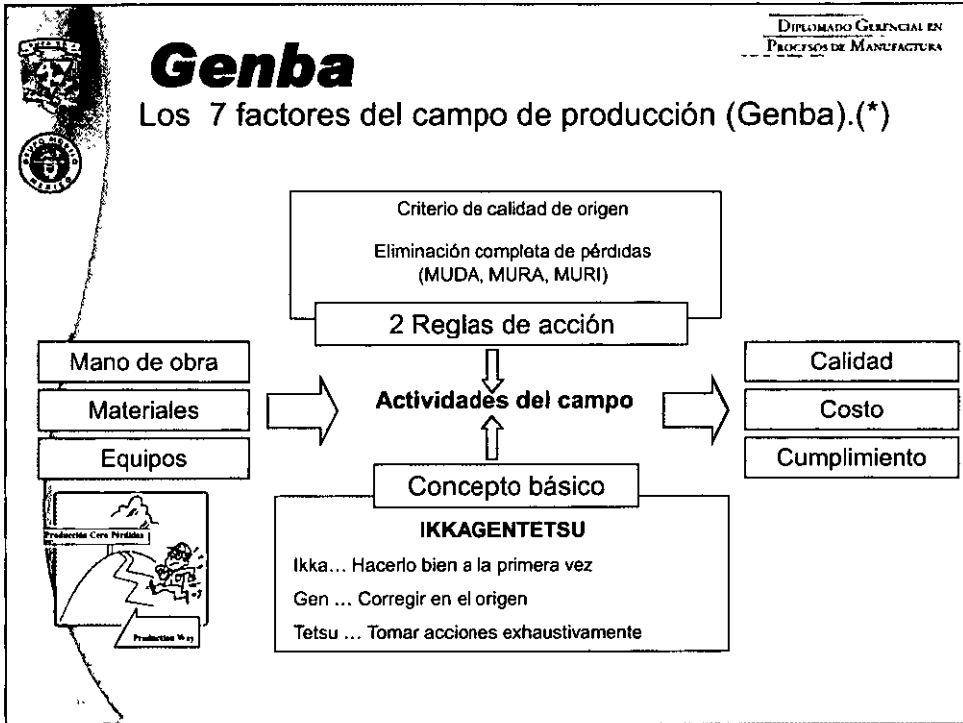 DIPLOMADO GERENCIAL EN
PROCESOS DE MANUFACTURA
Genba
Los 7 factores del campo de producción (Genba).(*)
GRUPO MODELO
MEXICO
Criterio de calidad de origen
Eliminación completa de pérdidas
(MUDA, MURA, MURI)
2 Reglas de acción
Mano de obra
Materiales
Equipos
Actividades del campo
Calidad
Costo
Cumplimiento
Concepto básico
IKKAGENTETSU
Ikka... Hacerlo bien a la primera vez
Gen ... Corregir en el origen
Tetsu ... Tomar acciones exhaustivamente
Producción Cero Pérdidas
Production Way